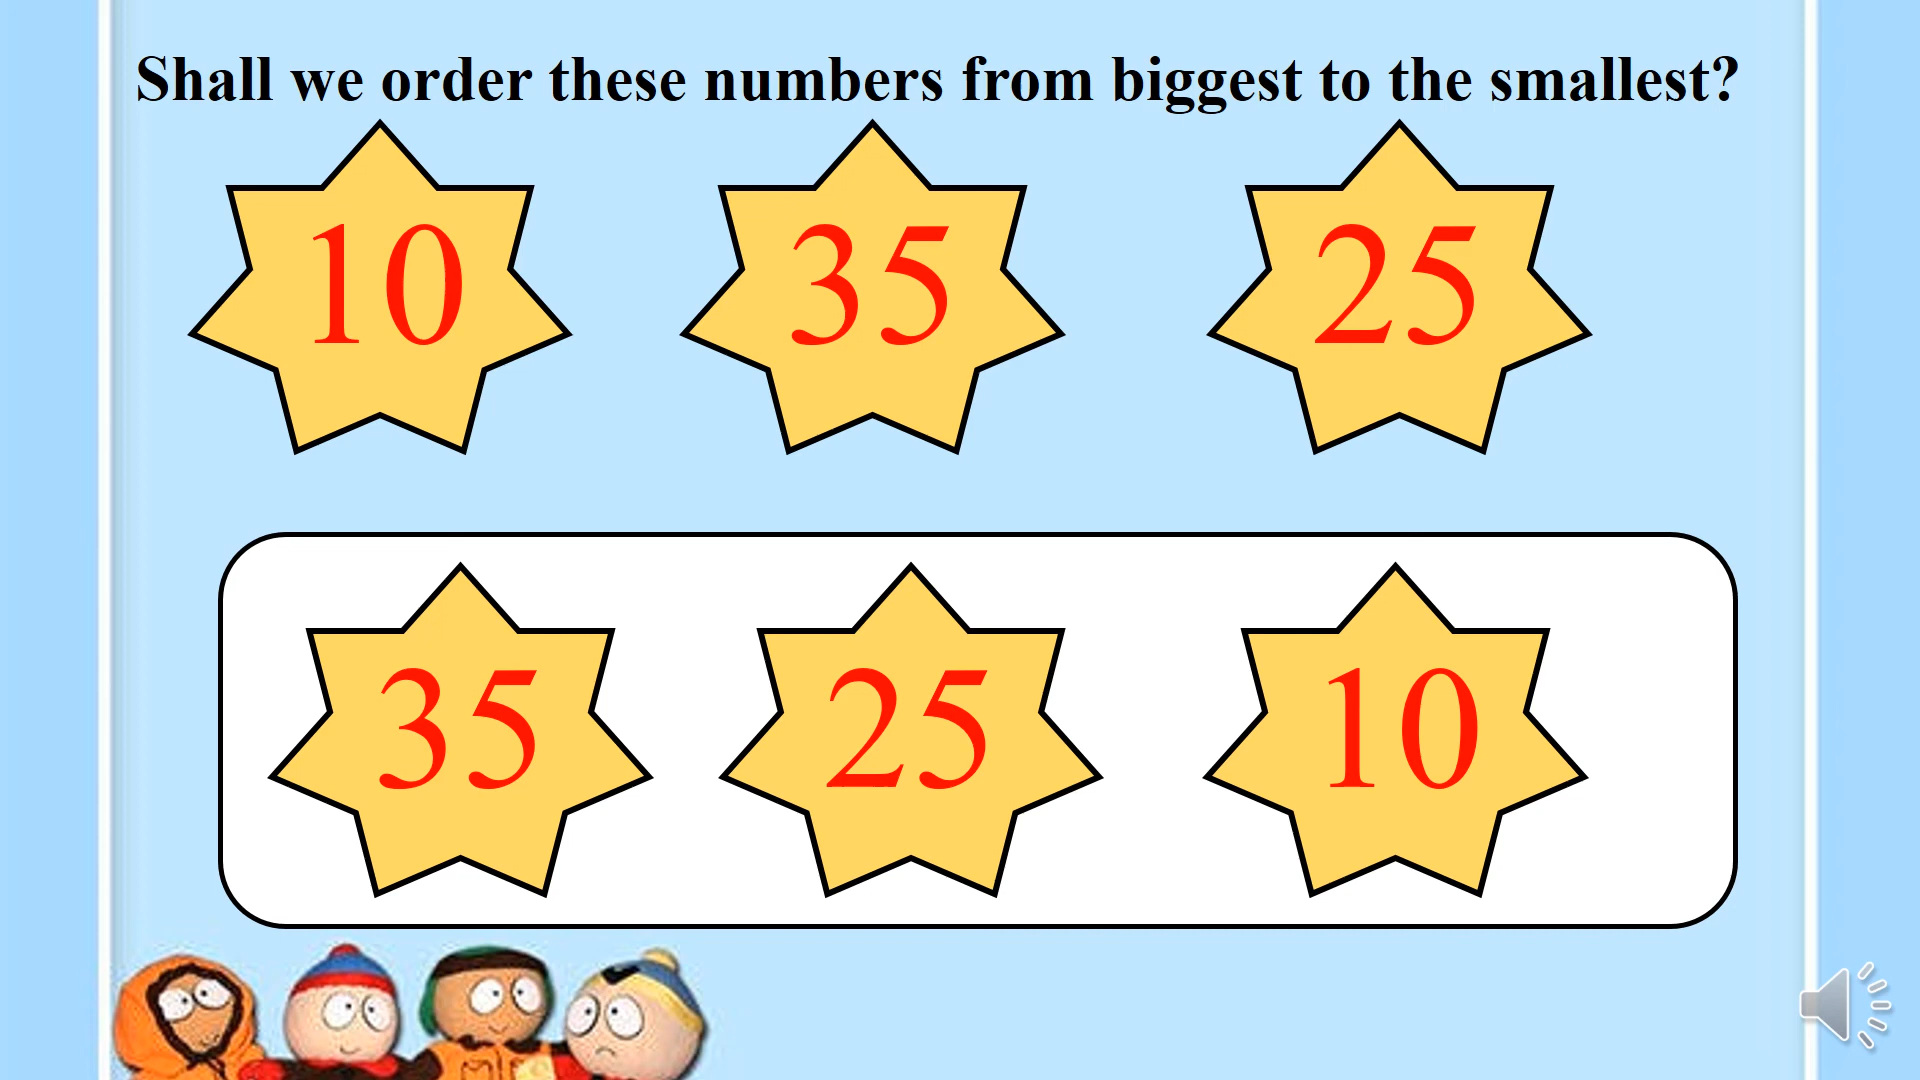 Shall we order these numbers from biggest to the smallest?
10 35 25
35 25 10